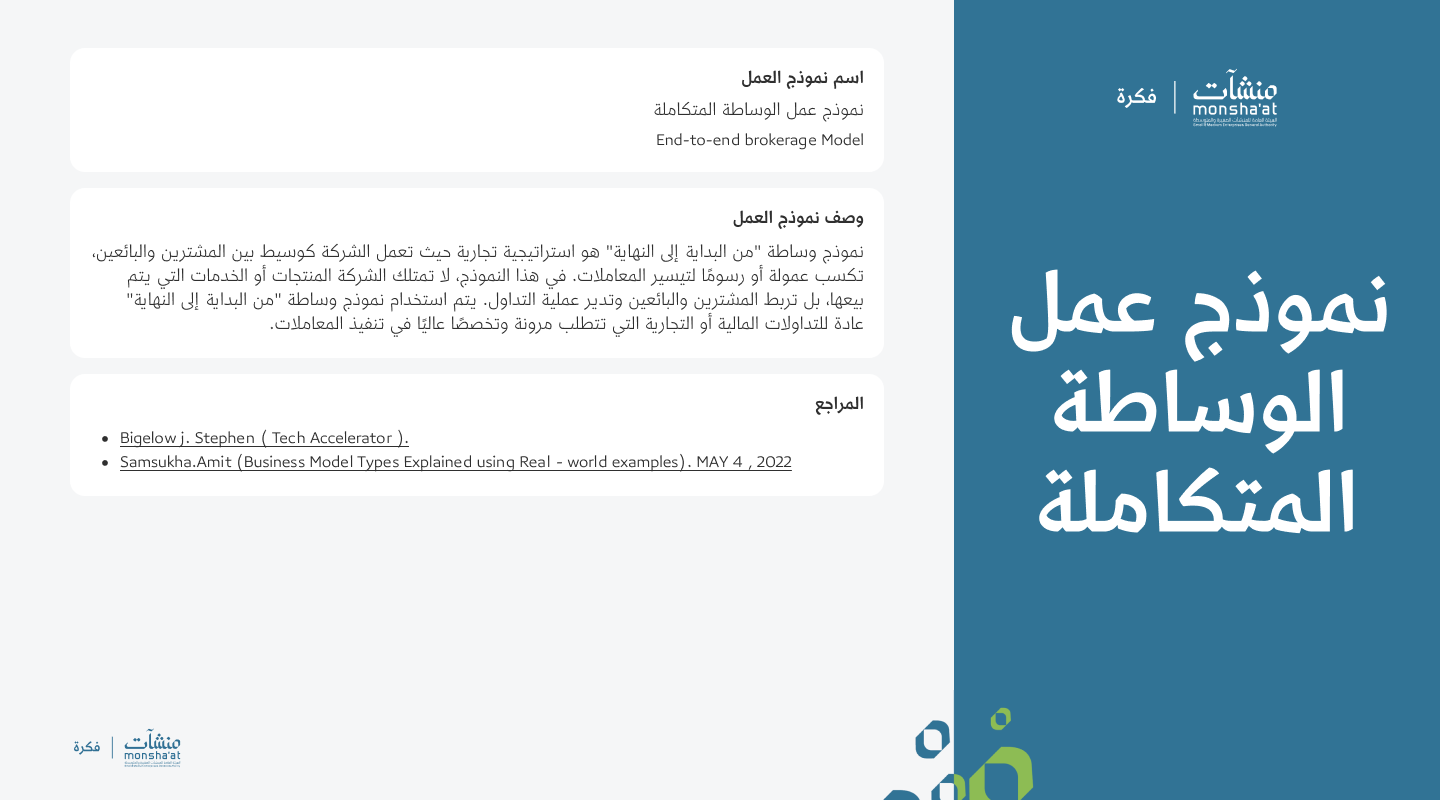 منشآت
monsha'at
الهيئة العامة للمنشآت الصغيرة والمتوسطة
Small & Medium Enterprises General Authority
فكرة
نموذج عمل
الوساطة
المتكاملة
اسم نموذج العمل
نموذج عمل الوساطة المتكاملة
End-to-end brokerage Model
وصف نموذج العمل
نموذج وساطة "من البداية إلى النهاية" هو استراتيجية تجارية حيث تعمل الشركة كوسيط بين المشترين والبائعين،
تكسب عمولة أو رسومًا لتيسير المعاملات. في هذا النموذج، لا تمتلك الشركة المنتجات أو الخدمات التي يتم
بيعها، بل تربط المشترين والبائعين وتدير عملية التداول. يتم استخدام نموذج وساطة "من البداية إلى النهاية"
عادة للتداولات المالية أو التجارية التي تتطلب مرونة وتخصصًا عاليًا في تنفيذ المعاملات.
المراجع
• Bigelow j. Stephen ( Tech Accelerator ).
• Samsukha.Amit (Business Model Types Explained using Real - world examples). MAY 4 , 2022
منشآت
monsha'at
فكرة